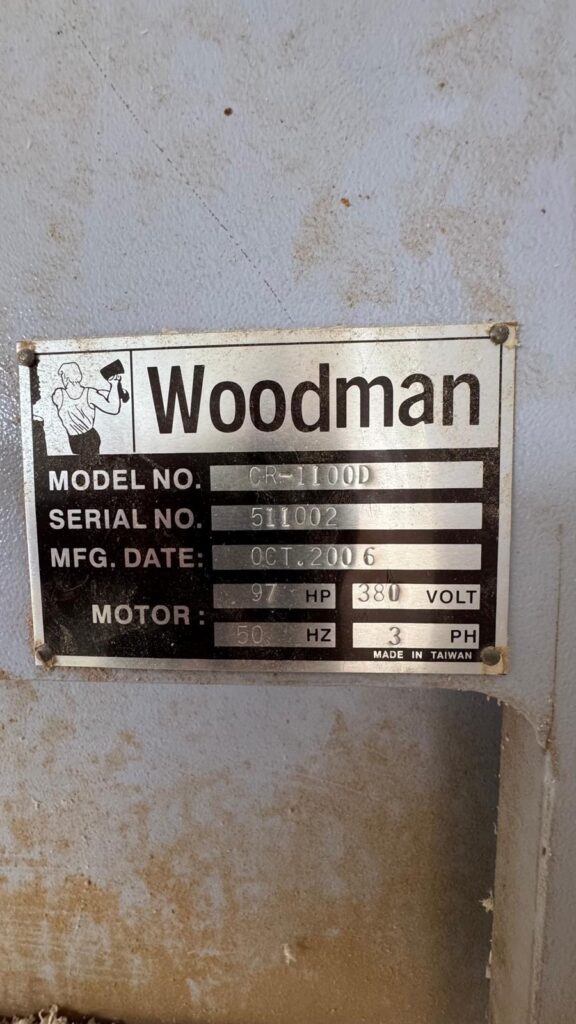 Woodman
MODEL NO. CR-1100D
SERIAL NO. 511002
MFG. DATE: OCT.2006
MOTOR: 97 HP 380 VOLT
50 HZ 3 PH
MADE IN TAIWAN